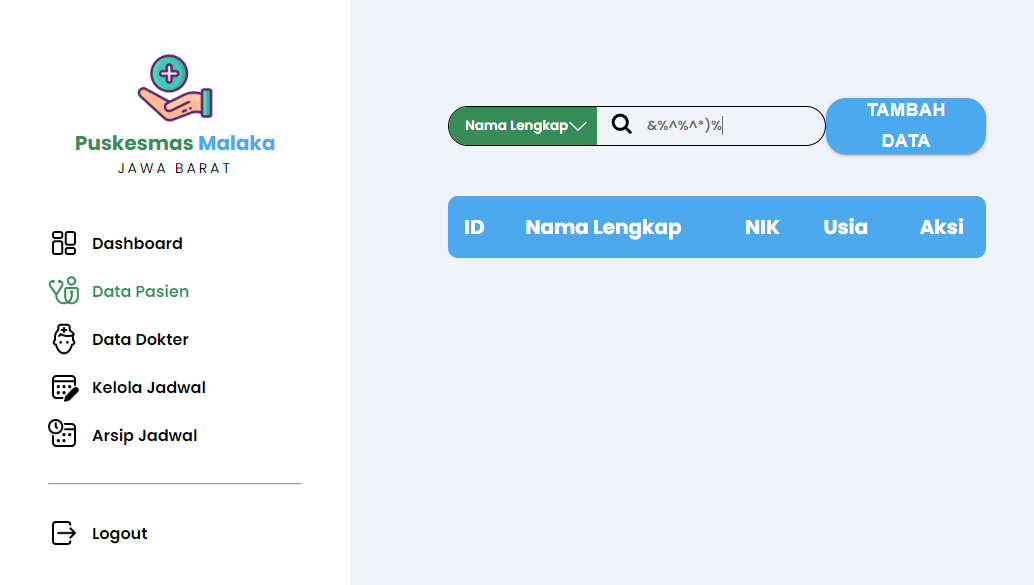 Puskesmas Malaka
JAWA BARAT
Dashboard
Data Pasien
Data Dokter
Kelola Jadwal
Arsip Jadwal
Logout
Nama Lengkap
&%^%^*)%
TAMBAH
DATA
ID Nama Lengkap NIK Usia Aksi